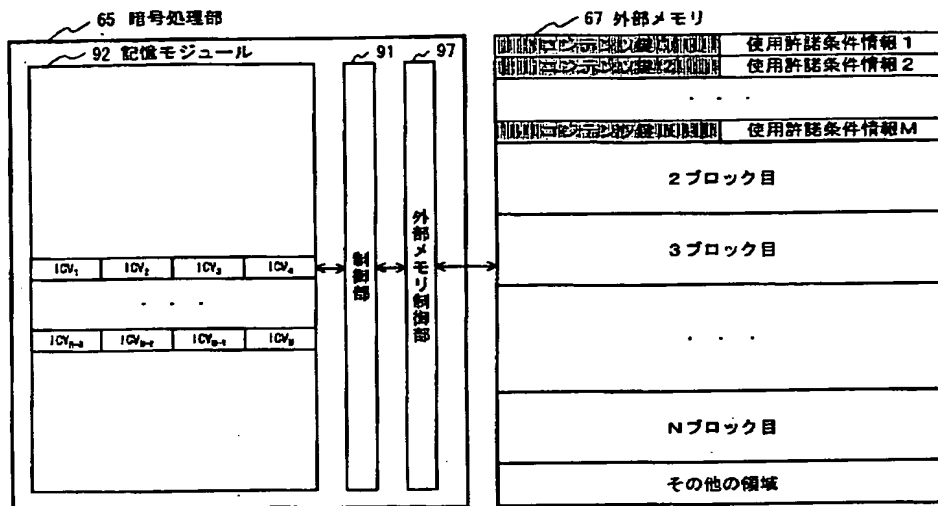 65 暗号処理部
92 記憶モジュール
91
97
ICV1 ICV2 ICV3 ICV4
・・・
ICVN
制御部
外部メモリ制御部
67 外部メモリ
使用許諾条件情報1
使用許諾条件情報2
・・・
使用許諾条件情報M
2ブロック目
3ブロック目
・・・
Nブロック目
その他の領域